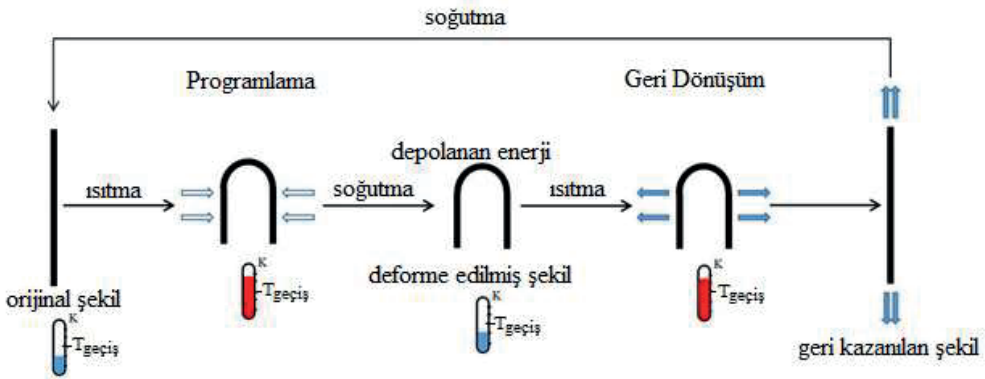 soğutma
Programlama
Geri Dönüşüm
depolanan enerji
ısıtma
soğutma
ısıtma
orijinal şekil
K
Tgeçiş
K
Tgeçiş
deforme edilmiş şekil
Tgeçiş
K
Tgeçiş
geri kazanılan şekil